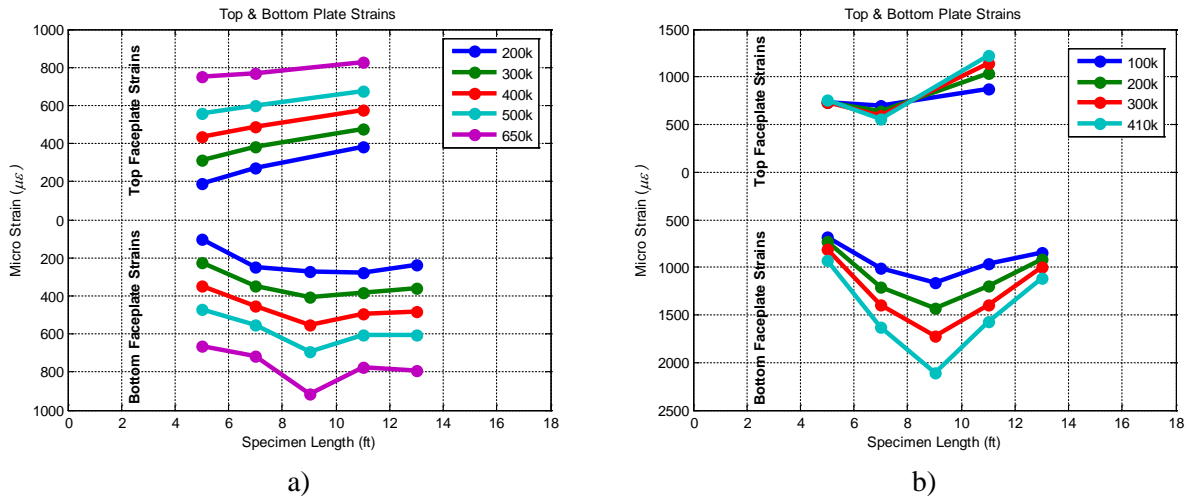 Top & Bottom Plate Strains
1000
800
600
400
200
0
200
400
600
800
1000
Micro Strain (με)
Top Faceplate Strains
Bottom Faceplate Strains
200k
300k
400k
500k
650k
0 2 4 6 8 10 12 14 16 18
Specimen Length (ft)
a)
Top & Bottom Plate Strains
1500
1000
500
0
500
1000
1500
2000
2500
Micro Strain (με)
Top Faceplate Strains
Bottom Faceplate Strains
100k
200k
300k
410k
0 2 4 6 8 10 12 14 16 18
Specimen Length (ft)
b)